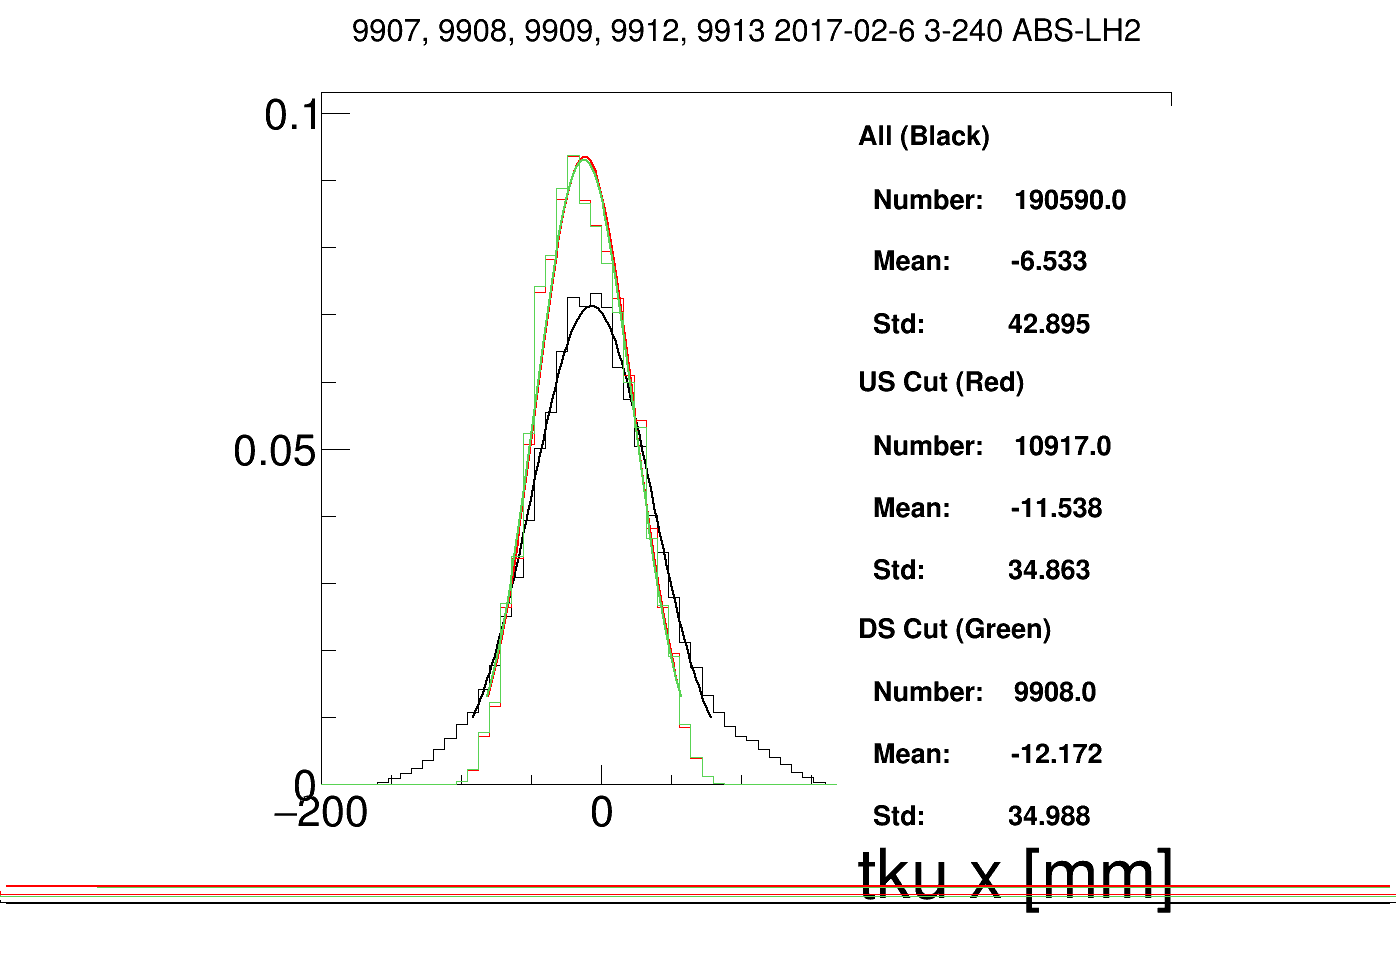 9907, 9908, 9909, 9912, 9913 2017-02-6 3-240 ABS-LH2
0.1
0.05
0
−200
0
All (Black)
Number: 190590.0
Mean: -6.533
Std: 42.895
US Cut (Red)
Number: 10917.0
Mean: -11.538
Std: 34.863
DS Cut (Green)
Number: 9908.0
Mean: -12.172
Std: 34.988
tku x [mm]